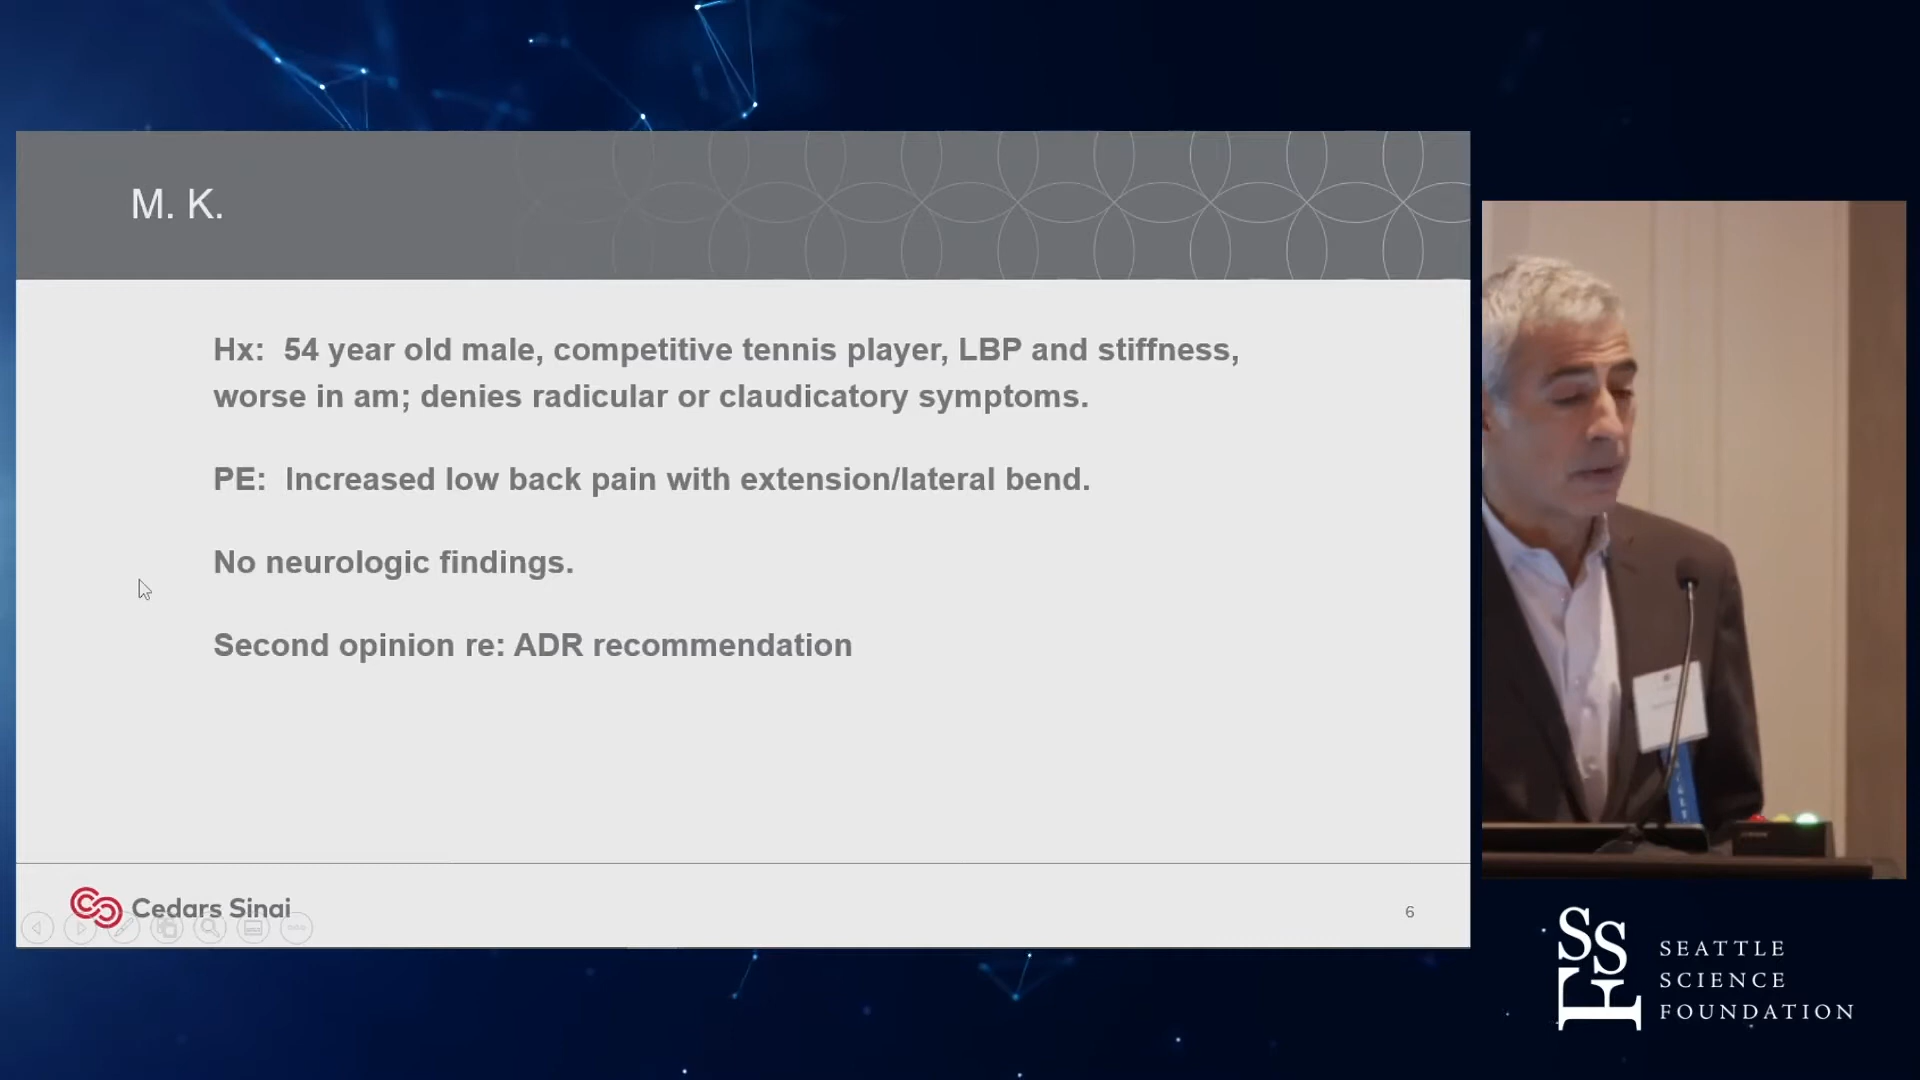 M. K.
Hx: 54 year old male, competitive tennis player, LBP and stiffness,
worse in am; denies radicular or claudicatory symptoms.
PE: Increased low back pain with extension/lateral bend.
No neurologic findings.
Second opinion re: ADR recommendation
Cedars Sinai
6
SSF
SEATTLE
SCIENCE
FOUNDATION